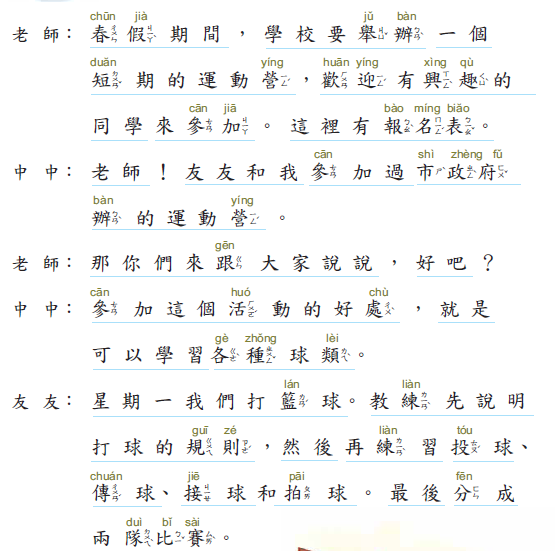 老師：春假期間，學校要舉辦一個
短期的運動營，歡迎有興趣的
同學來參加。這裡有報名表。
中中：老師！友友和我參加過市政府
辦的運動營。
老師：那你們來跟大家說說，好吧？
中中：參加這個活動的好處，就是
可以學習各種球類。
友友：星期一我們打籃球。教練先說明
打球的規則，然後再練習投球、
傳球、接球和拍球。最後分成
兩隊比賽。